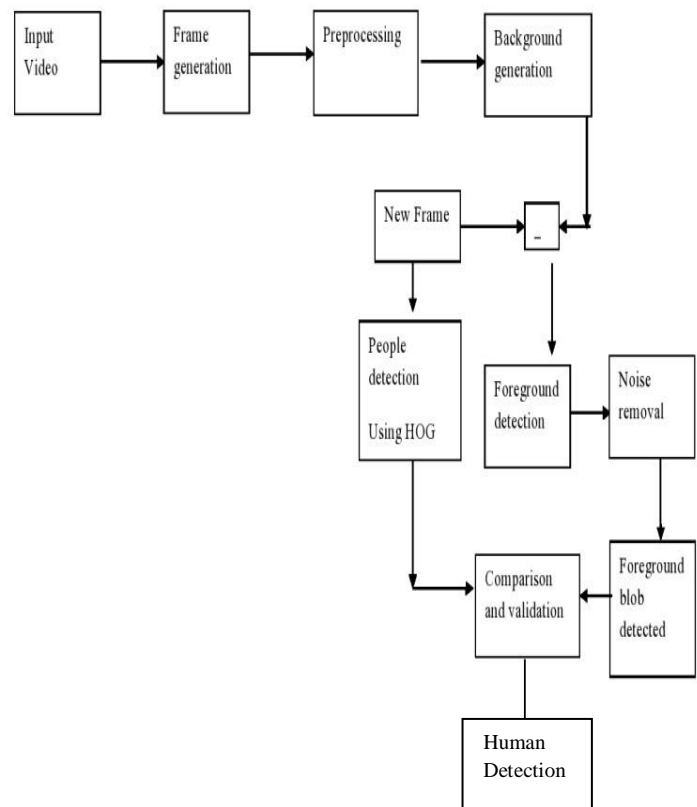 Input
Video
Frame
generation
Preprocessing
Background
generation
New Frame
_
People
detection
Using HOG
Foreground
detection
Noise
removal
Comparison
and validation
Foreground
blob
detected
Human
Detection